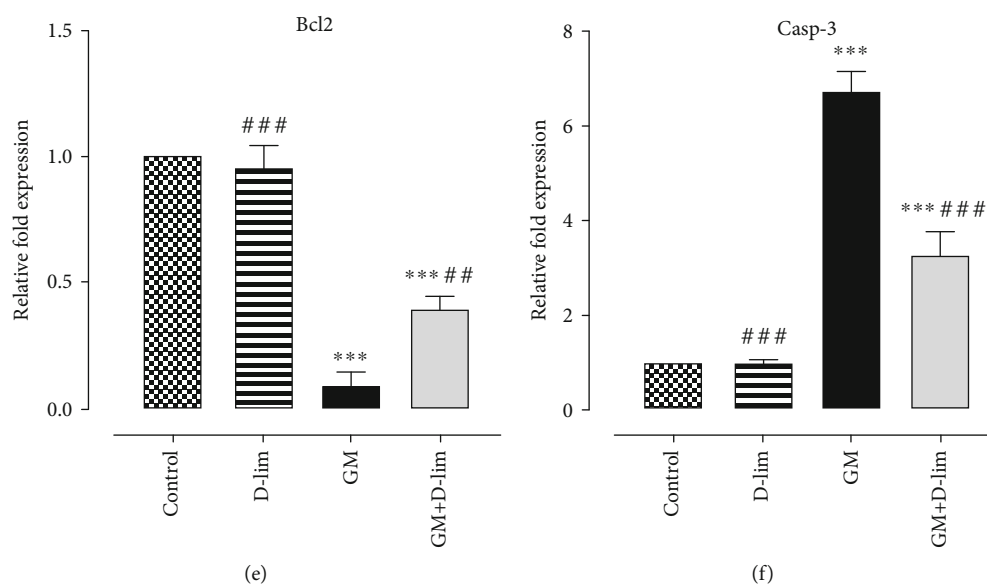 Bcl2
Relative fold expression
1.5
1.0
0.5
0.0
###
***
*** ##
Control
D-lim
GM
GM+D-lim
(e)
Casp-3
Relative fold expression
8
6
4
2
0
###
***
*** ###
Control
D-lim
GM
GM+D-lim
(f)